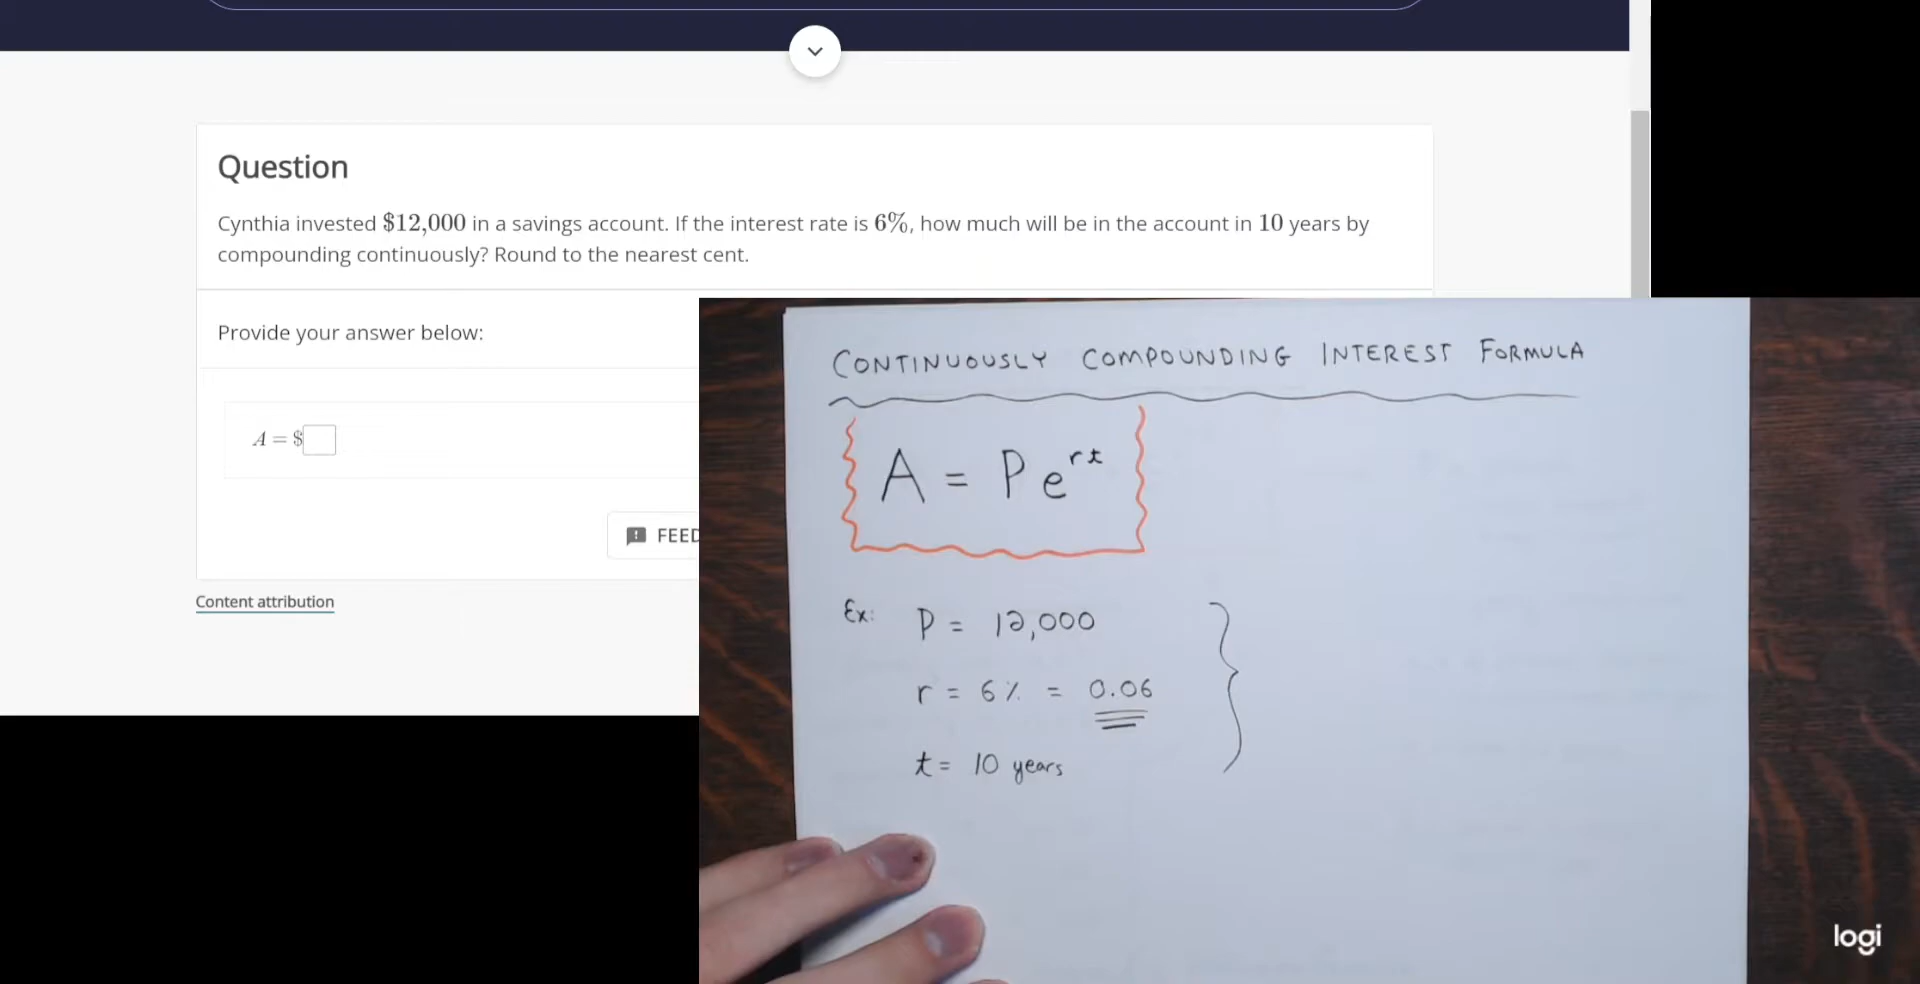 Question
Cynthia invested $12,000 in a savings account. If the interest rate is 6%, how much will be in the account in 10 years by
compounding continuously? Round to the nearest cent.
Provide your answer below:
A = $
FEED
Content attribution
CONTINUOUSLY COMPOUNDING INTEREST FORMULA
A = Pe^rt
Ex: P = 12,000
r = 6% = 0.06
t = 10 years
logi